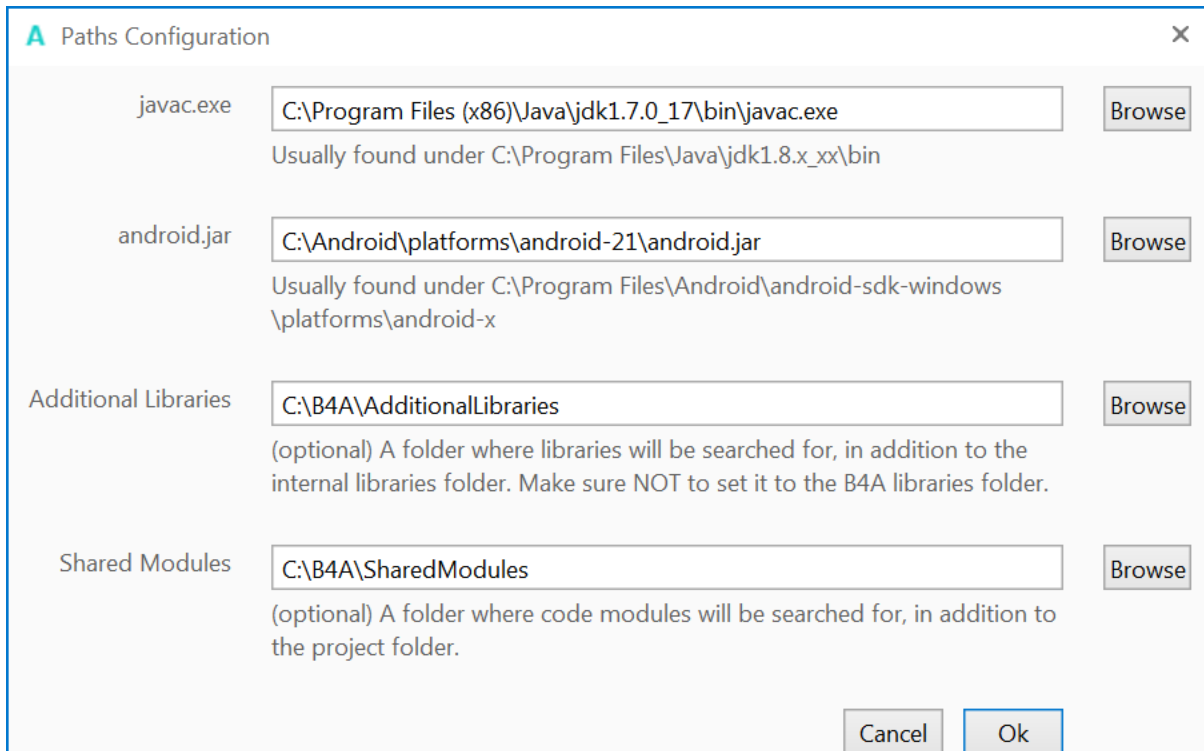 A Paths Configuration
javac.exe C:\Program Files (x86)\Java\jdk1.7.0_17\bin\javac.exe Browse
Usually found under C:\Program Files\Java\jdk1.8.x_xx\bin
android.jar C:\Android\platforms\android-21\android.jar Browse
Usually found under C:\Program Files\Android\android-sdk-windows
\platforms\android-x
Additional Libraries C:\B4A\AdditionalLibraries Browse
(optional) A folder where libraries will be searched for, in addition to the
internal libraries folder. Make sure NOT to set it to the B4A libraries folder.
Shared Modules C:\B4A\SharedModules Browse
(optional) A folder where code modules will be searched for, in addition to
the project folder.
Cancel Ok